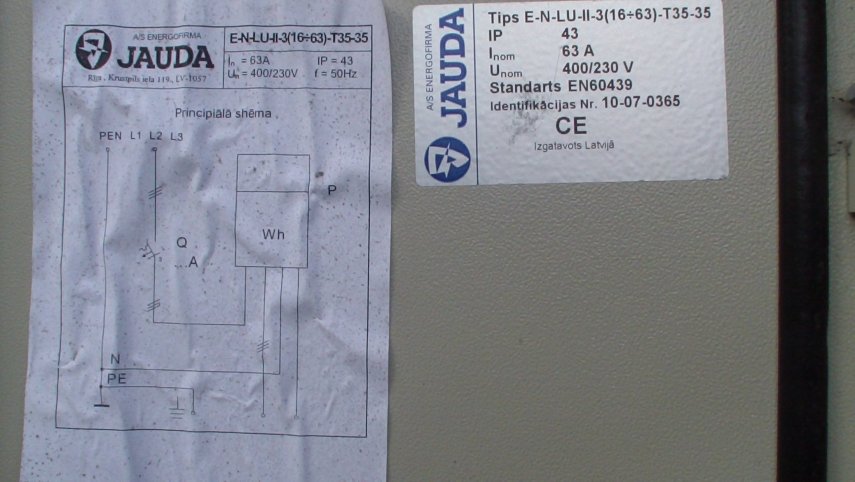 A/S ENERGOFIRMA
JAUDA
Rīga, Krustpils iela 119, LV-1057
E-N-LU-II-3(16÷63)-T35-35
In = 63A IP = 43
Un = 400/230V f = 50Hz
Principiālā shēma
PEN L1 L2 L3
P
Wh
Q
...A
N
PE
A/S ENERGOFIRMA
JAUDA
Tips E-N-LU-II-3(16÷63)-T35-35
IP 43
Inom 63 A
Unom 400/230 V
Standarts EN60439
Identifikācijas Nr. 10-07-0365
CE
Izgatavots Latvijā